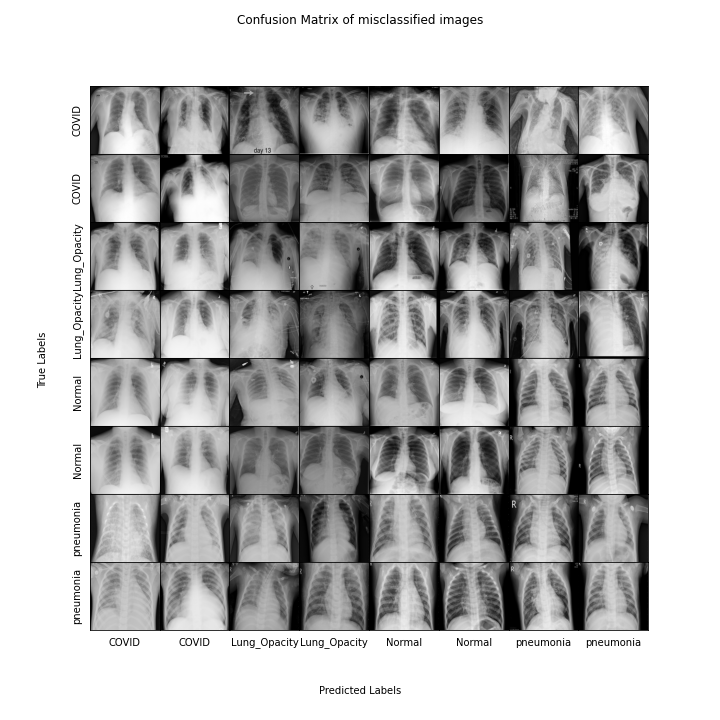 Confusion Matrix of misclassified images
COVID
day 13
COVID
Lung_Opacity
Lung_Opacity
True Labels
Normal
Normal
pneumonia
R
pneumonia
COVID COVID Lung_Opacity Lung_Opacity Normal Normal pneumonia pneumonia
Predicted Labels